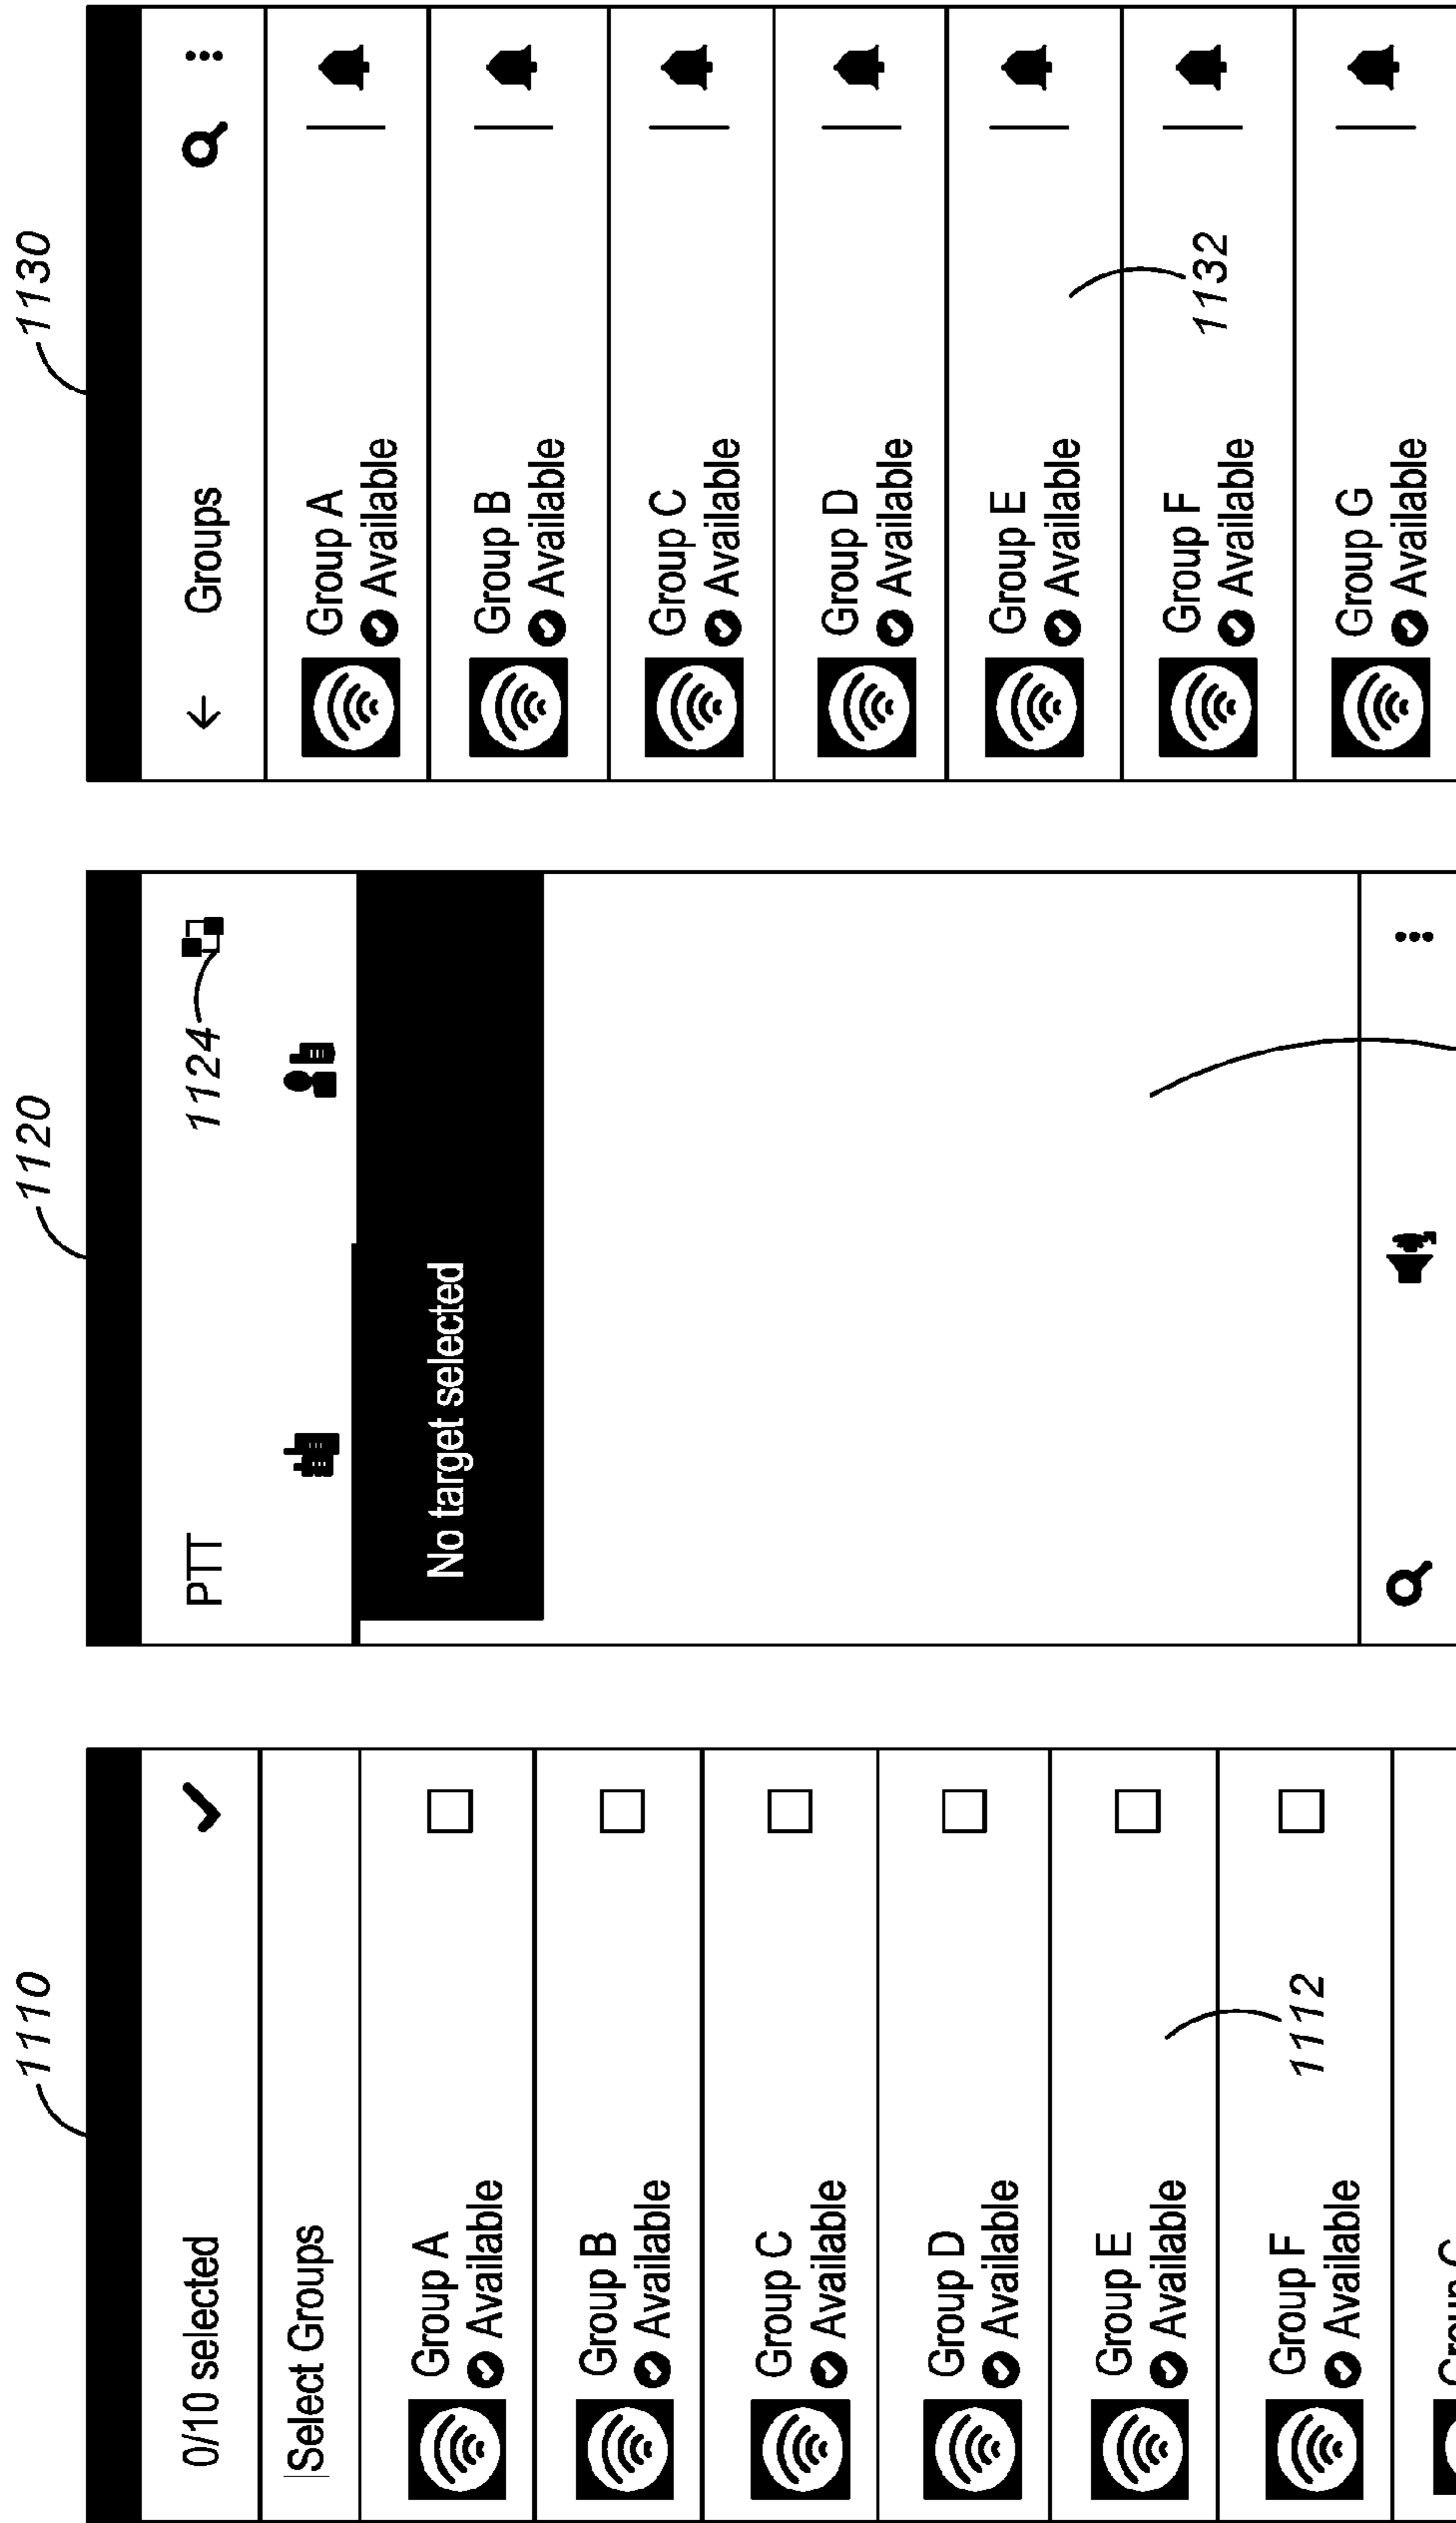 1110
0/10 selected
Select Groups
Group A
Available
Group B
Available
Group C
Available
Group D
Available
Group E
Available
Group F
Available
1112
1120
PTT
1124
No target selected
1130
Groups
Group A
Available
Group B
Available
Group C
Available
Group D
Available
Group E
Available
1132
Group F
Available
Group G
Available